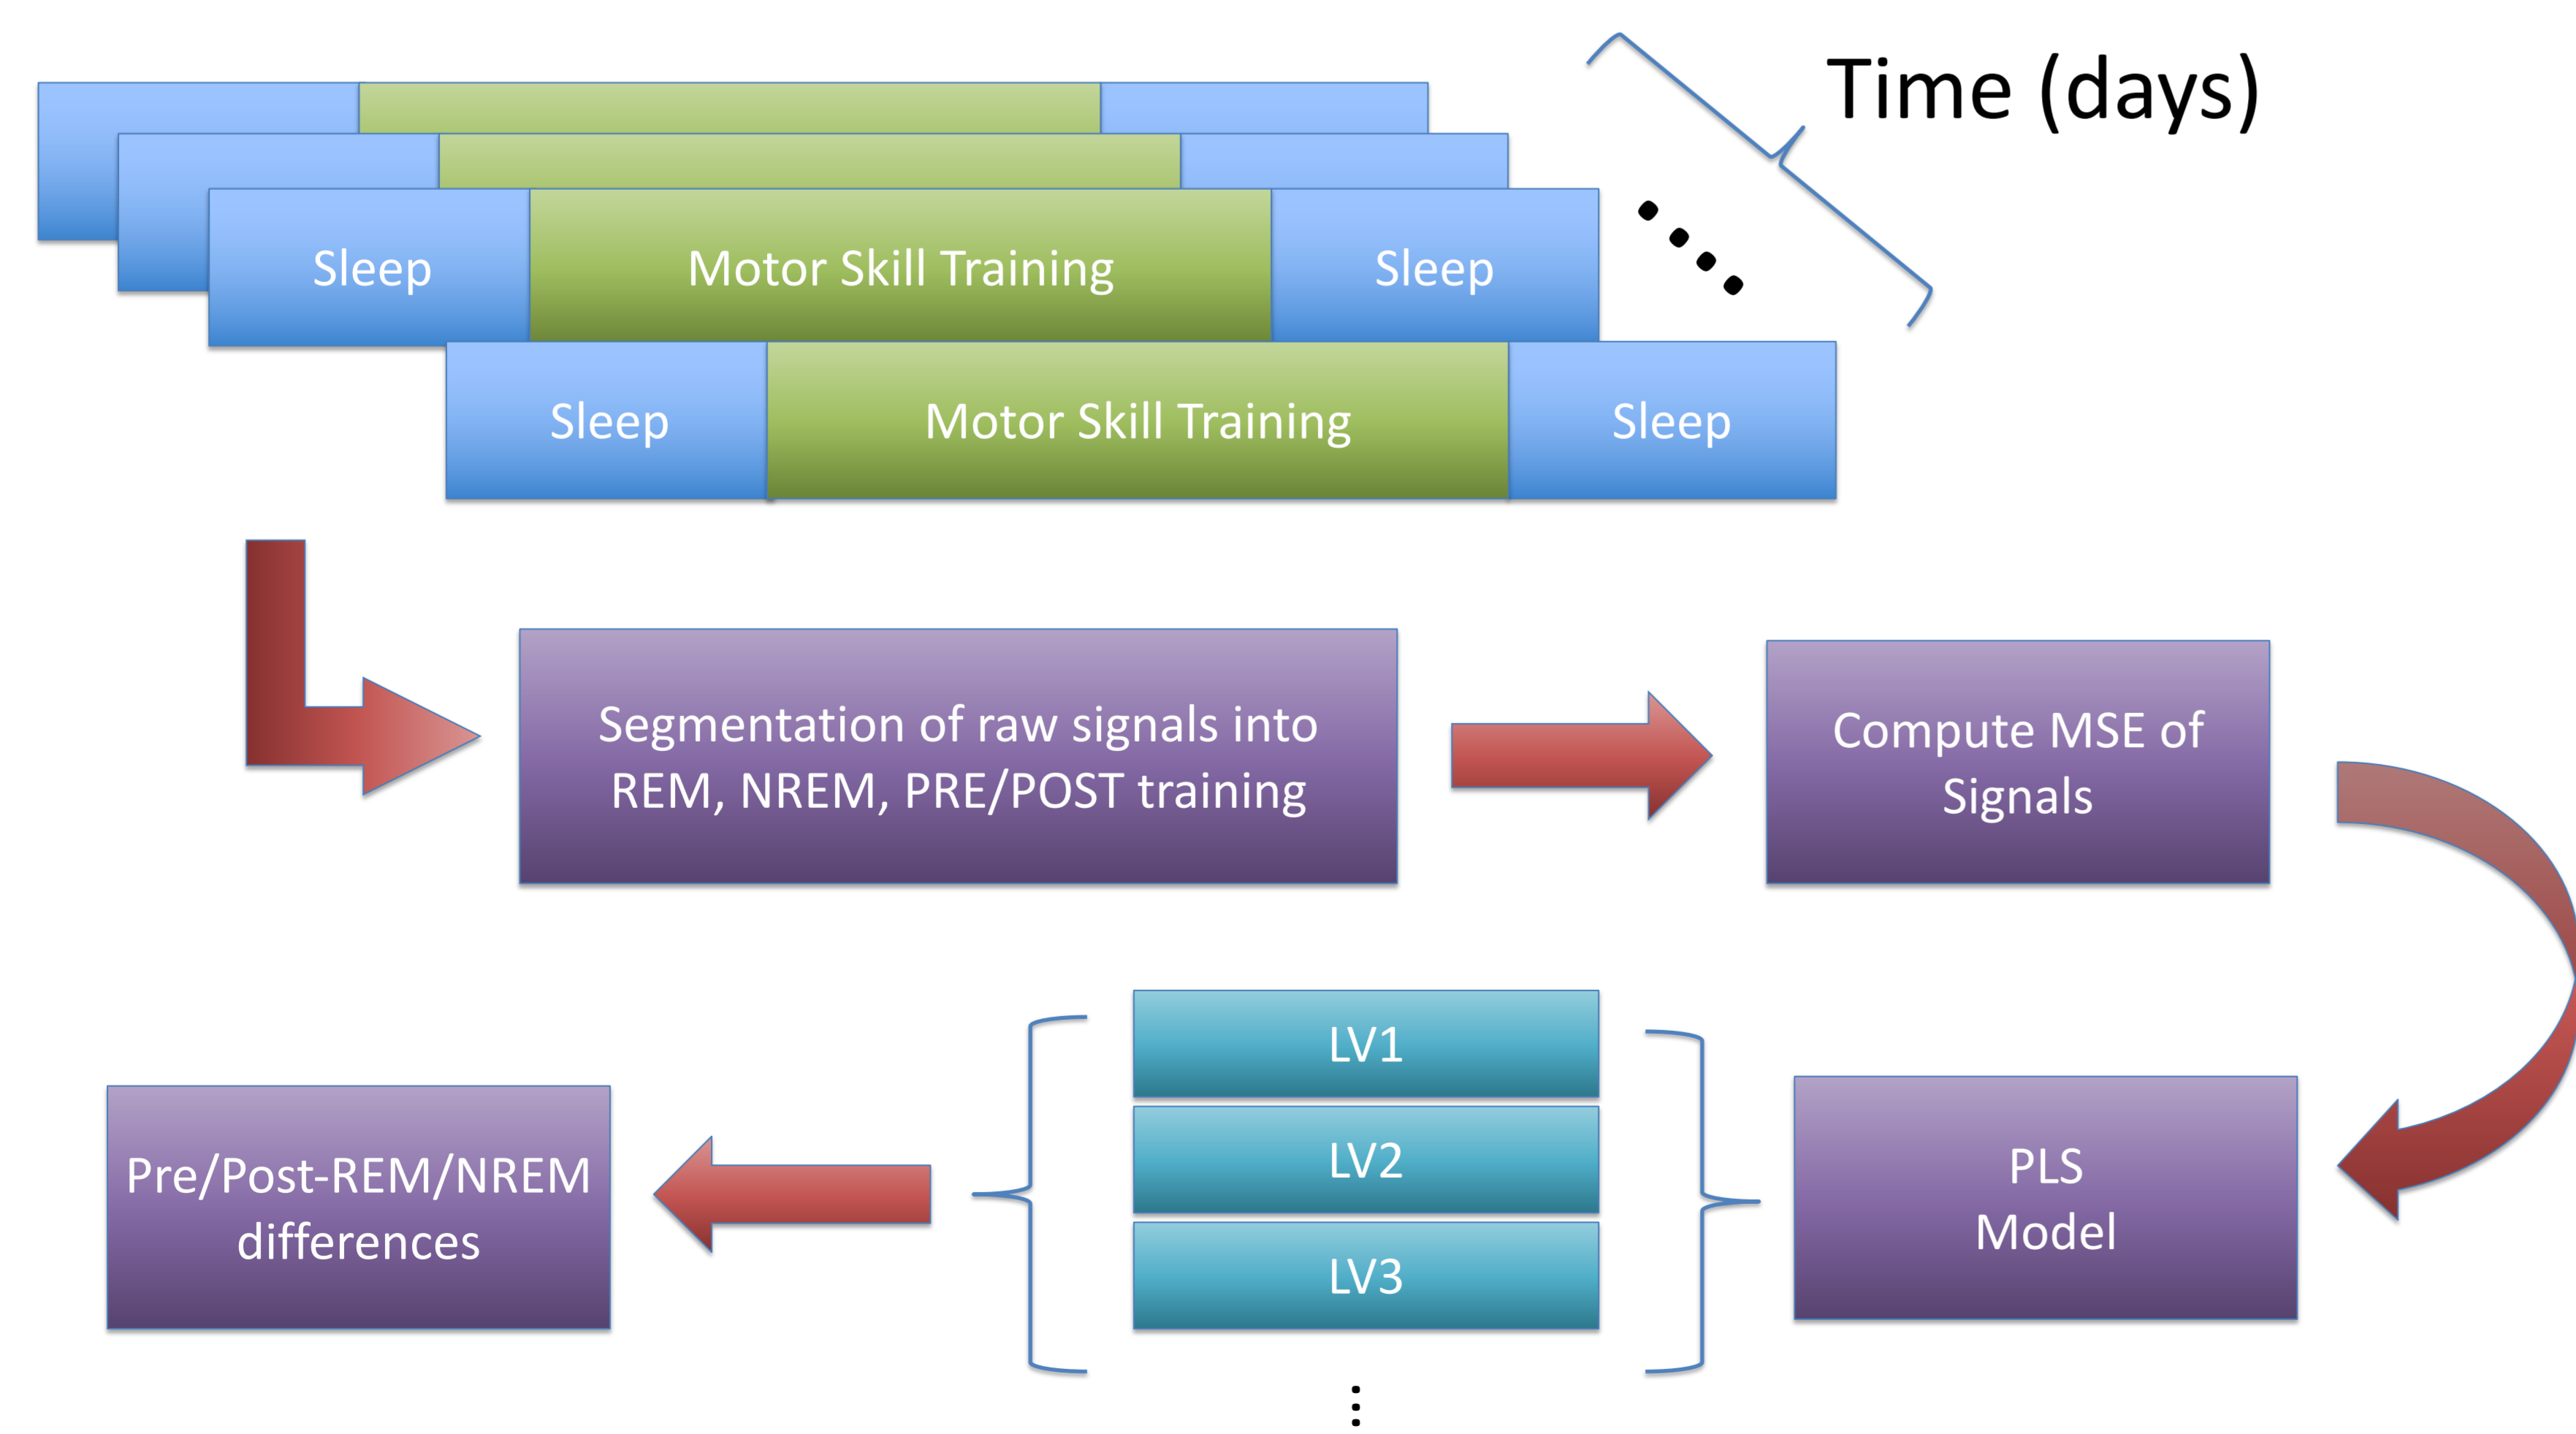 Time (days)
Sleep
Motor Skill Training
Sleep
Sleep
Motor Skill Training
Sleep
Segmentation of raw signals into
REM, NREM, PRE/POST training
Compute MSE of
Signals
LV1
LV2
LV3
PLS
Model
Pre/Post-REM/NREM
differences